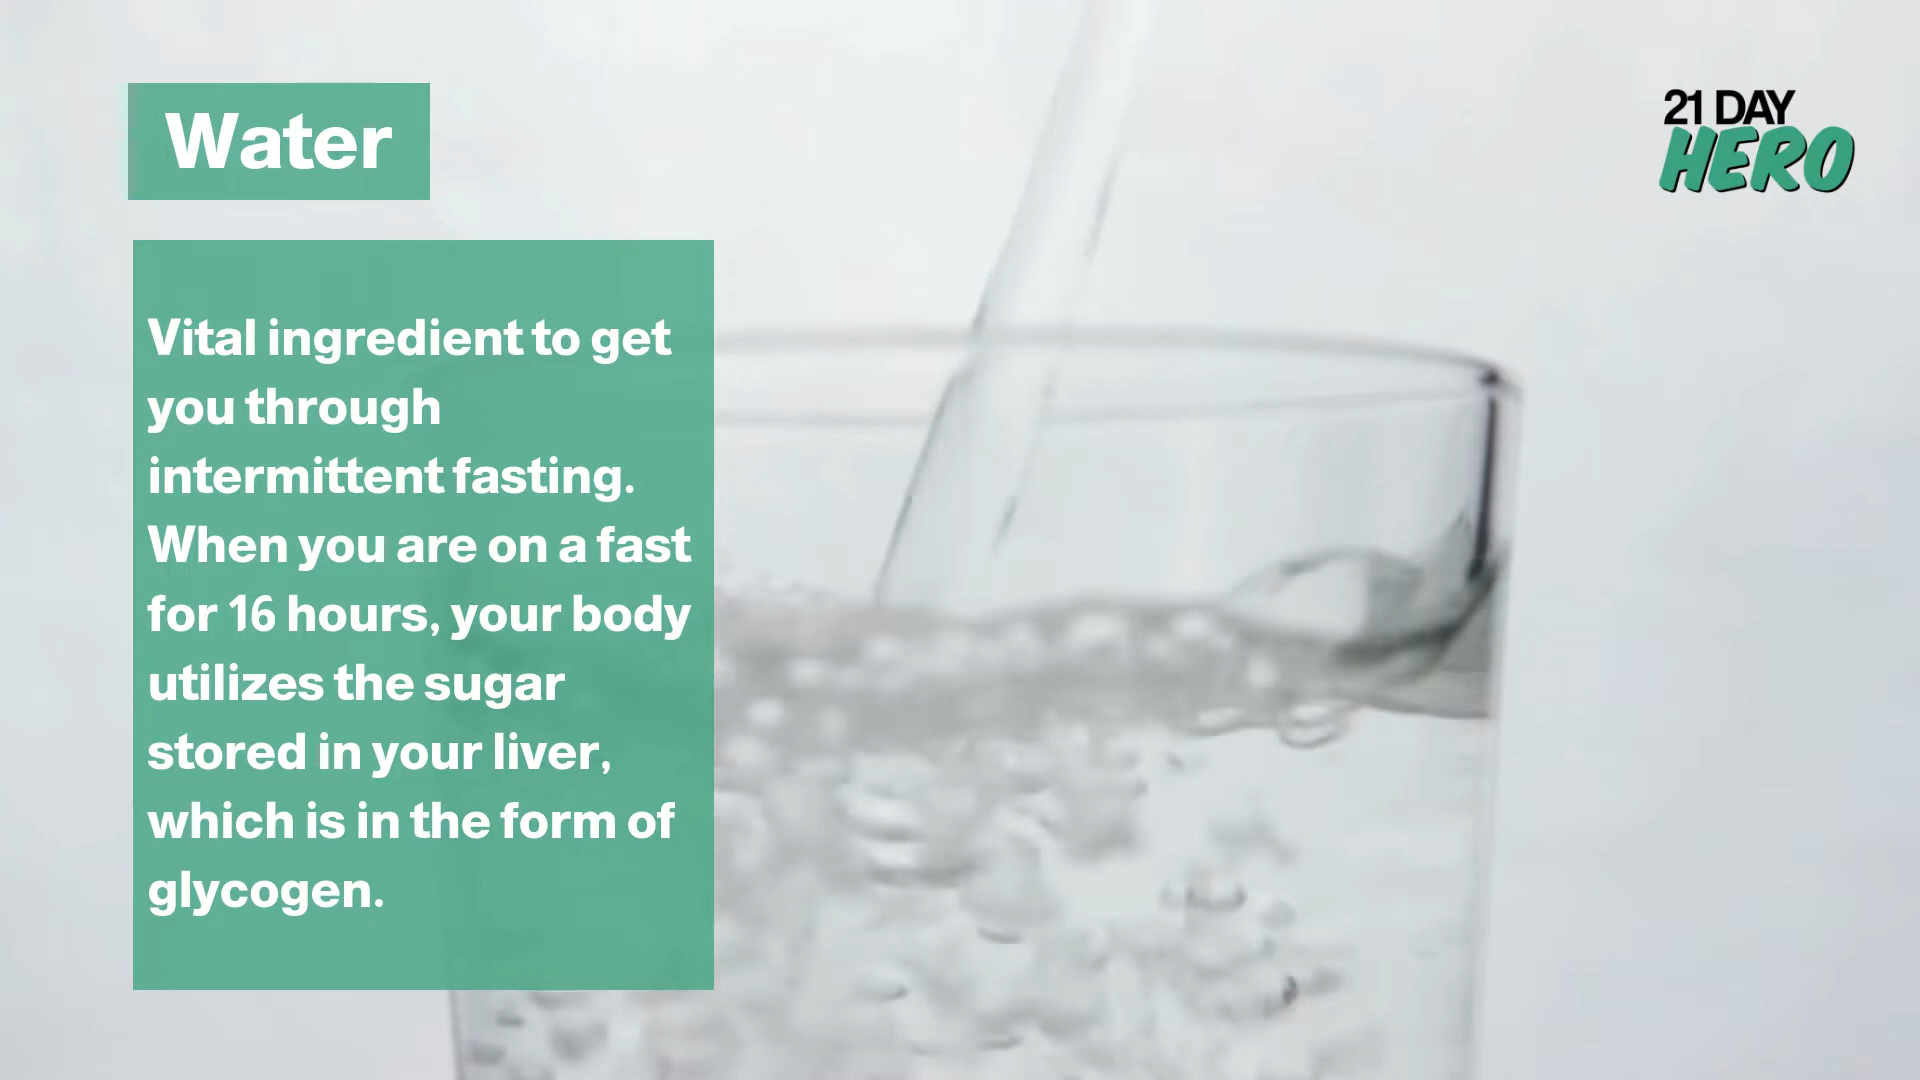 Water
21 DAY
HERO
Vital ingredient to get
you through
intermittent fasting.
When you are on a fast
for 16 hours, your body
utilizes the sugar
stored in your liver,
which is in the form of
glycogen.